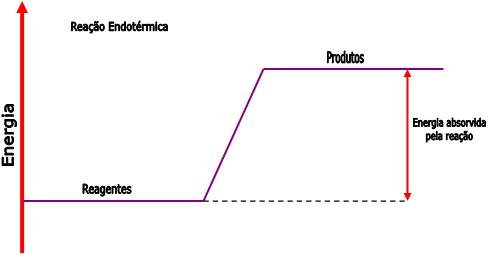 Reação Endotérmica
Produtos
Energia
Energia absorvida
pela reação
Reagentes